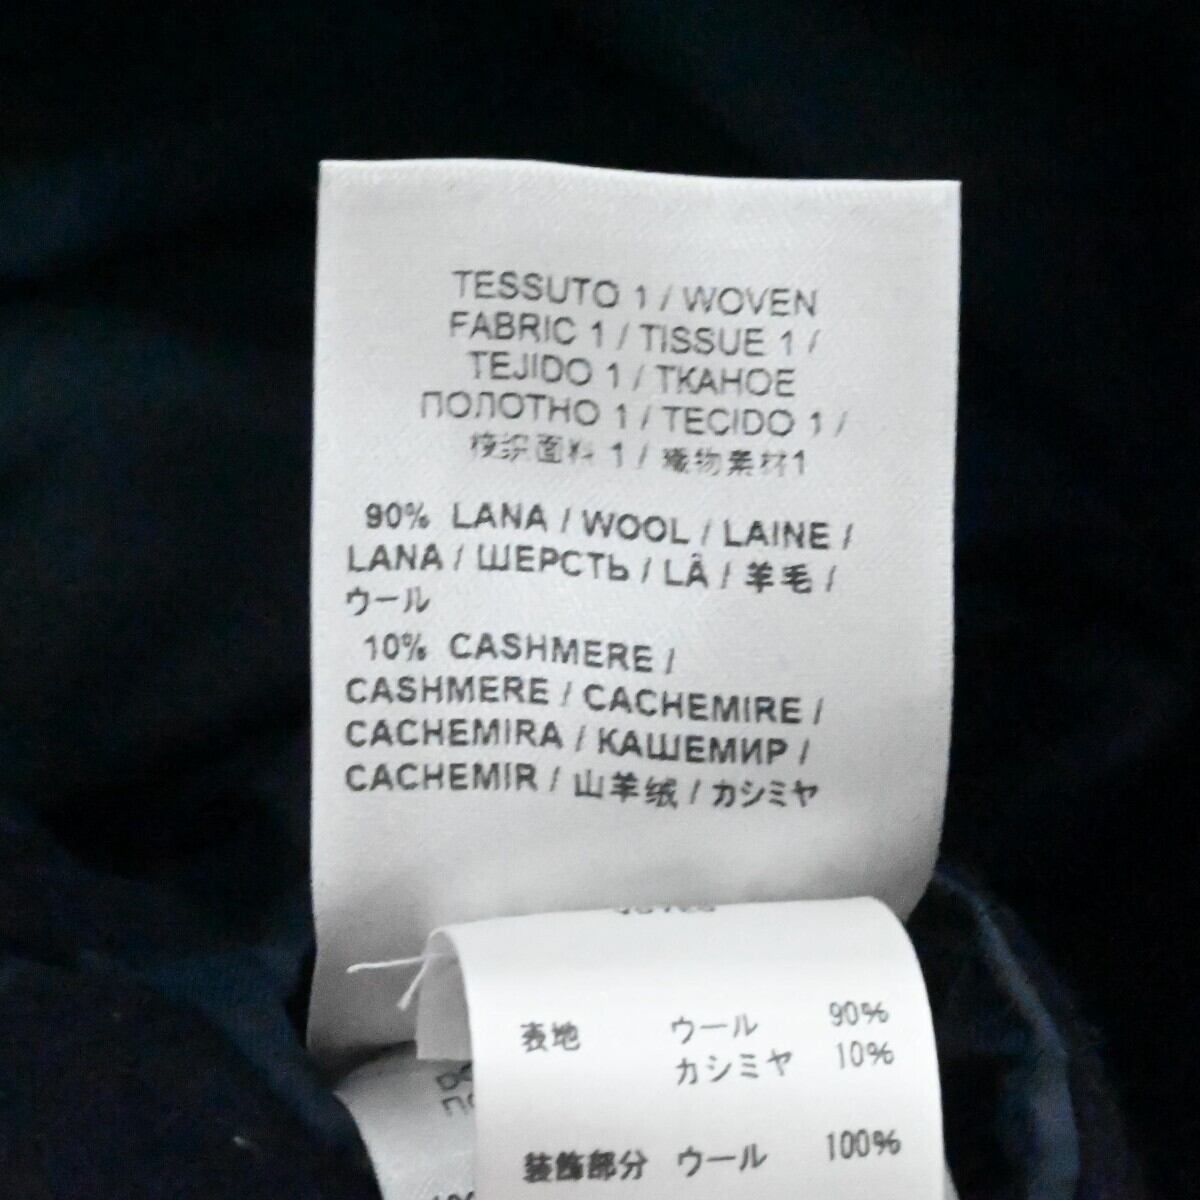 TESSUTO 1 / WOVEN
FABRIC 1 / TISSUE 1 /
TEJIDO 1 / ТКАНОЕ
ПОЛОТНО 1 / TECIDO 1 /
梭织面料 1 / 織物素材1
90% LANA / WOOL / LAINE /
LANA / ШЕРСТЬ / LÃ / 羊毛 /
ウール
10% CASHMERE /
CASHMERE / CACHEMIRE /
CACHEMIRA / КАШЕМИР /
CACHEMIR / 山羊绒 / カシミヤ
表地 ウール 90%
カシミヤ 10%
装飾部分 ウール 100%